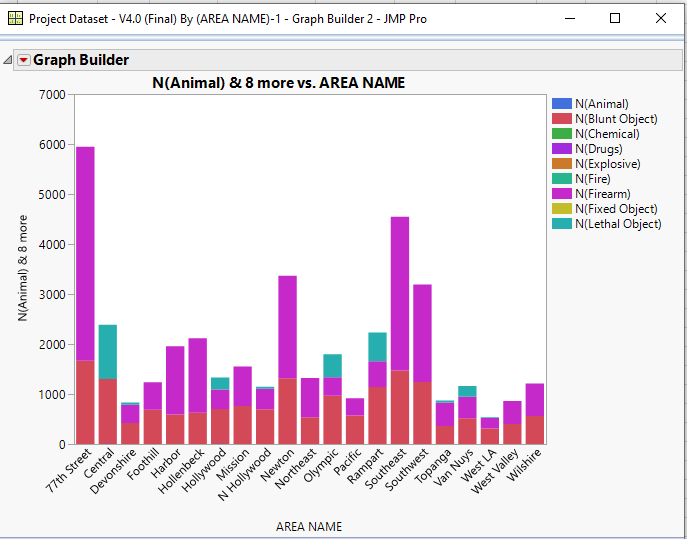 Project Dataset - V4.0 (Final) By (AREA NAME)-1 - Graph Builder 2 - JMP Pro
Graph Builder
N(Animal) & 8 more vs. AREA NAME
N(Animal) & 8 more
7000
6000
5000
4000
3000
2000
1000
0
N(Animal)
N(Blunt Object)
N(Chemical)
N(Drugs)
N(Explosive)
N(Fire)
N(Firearm)
N(Fixed Object)
N(Lethal Object)
77th Street
Central
Devonshire
Foothill
Harbor
Hollenbeck
Hollywood
Mission
N Hollywood
Newton
Northeast
Olympic
Pacific
Rampart
Southeast
Southwest
Topanga
Van Nuys
West LA
West Valley
Wilshire
AREA NAME